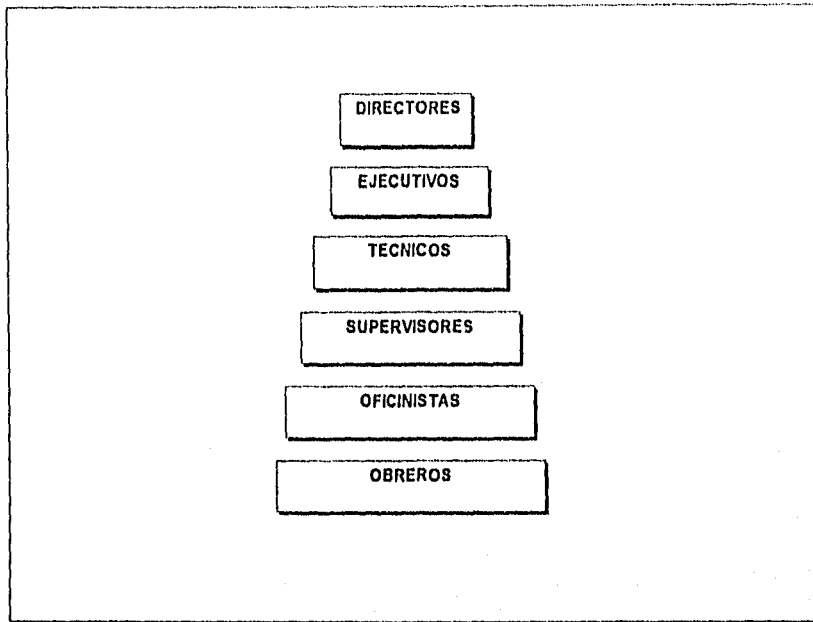 DIRECTORES
EJECUTIVOS
TECNICOS
SUPERVISORES
OFICINISTAS
OBREROS